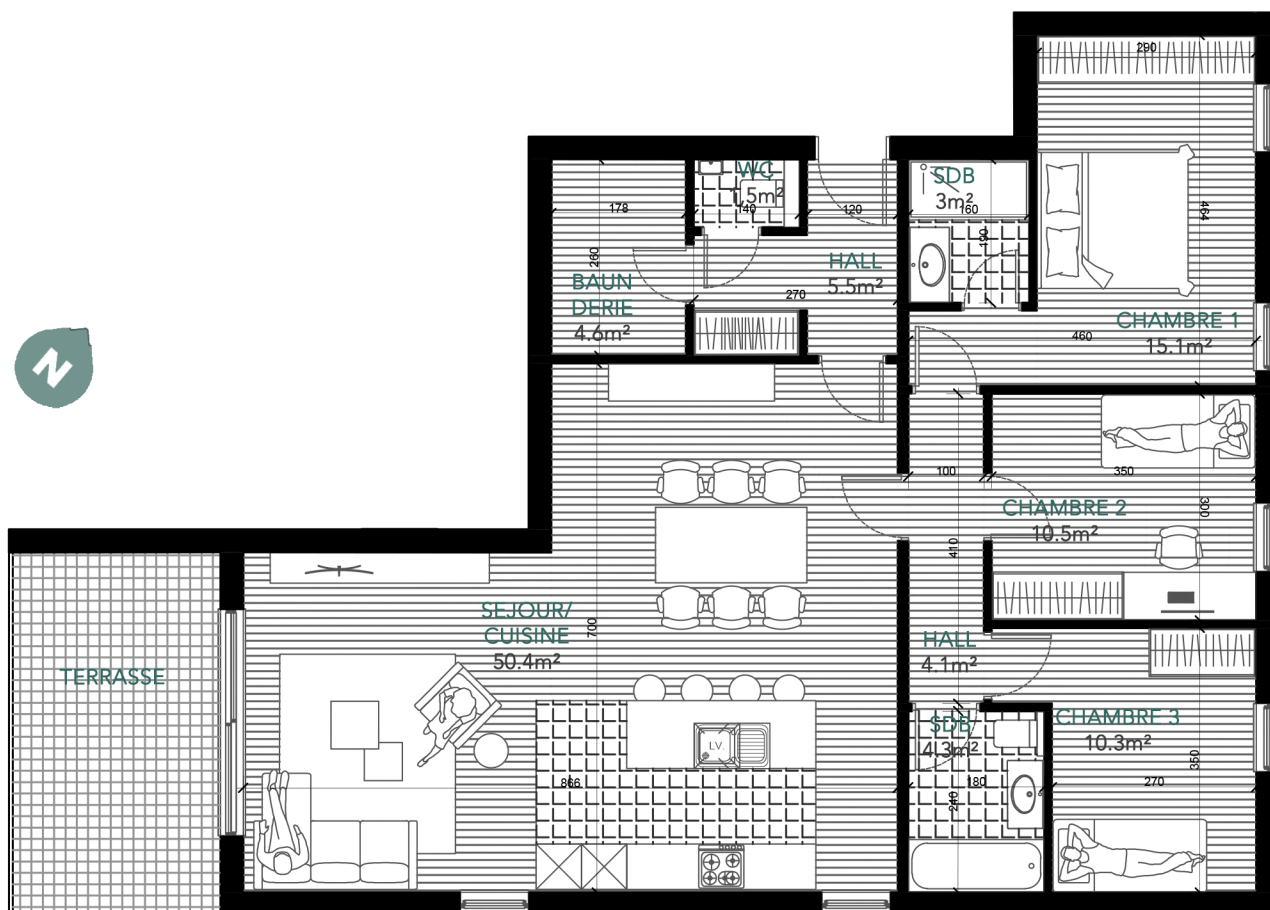 290
WC
1,5m²
140
178
120
SDB
3m²
160
190
464
260
BAUN
DERIE
4.6m²
HALL
5.5m²
270
CHAMBRE 1
15.1m²
460
N
100
350
CHAMBRE 2
10.5m²
300
410
SEJOUR/
CUISINE
50.4m²
700
HALL
4.1m²
TERRASSE
LV.
SDB
4.3m²
CHAMBRE 3
10.3m²
350
866
180
240
270